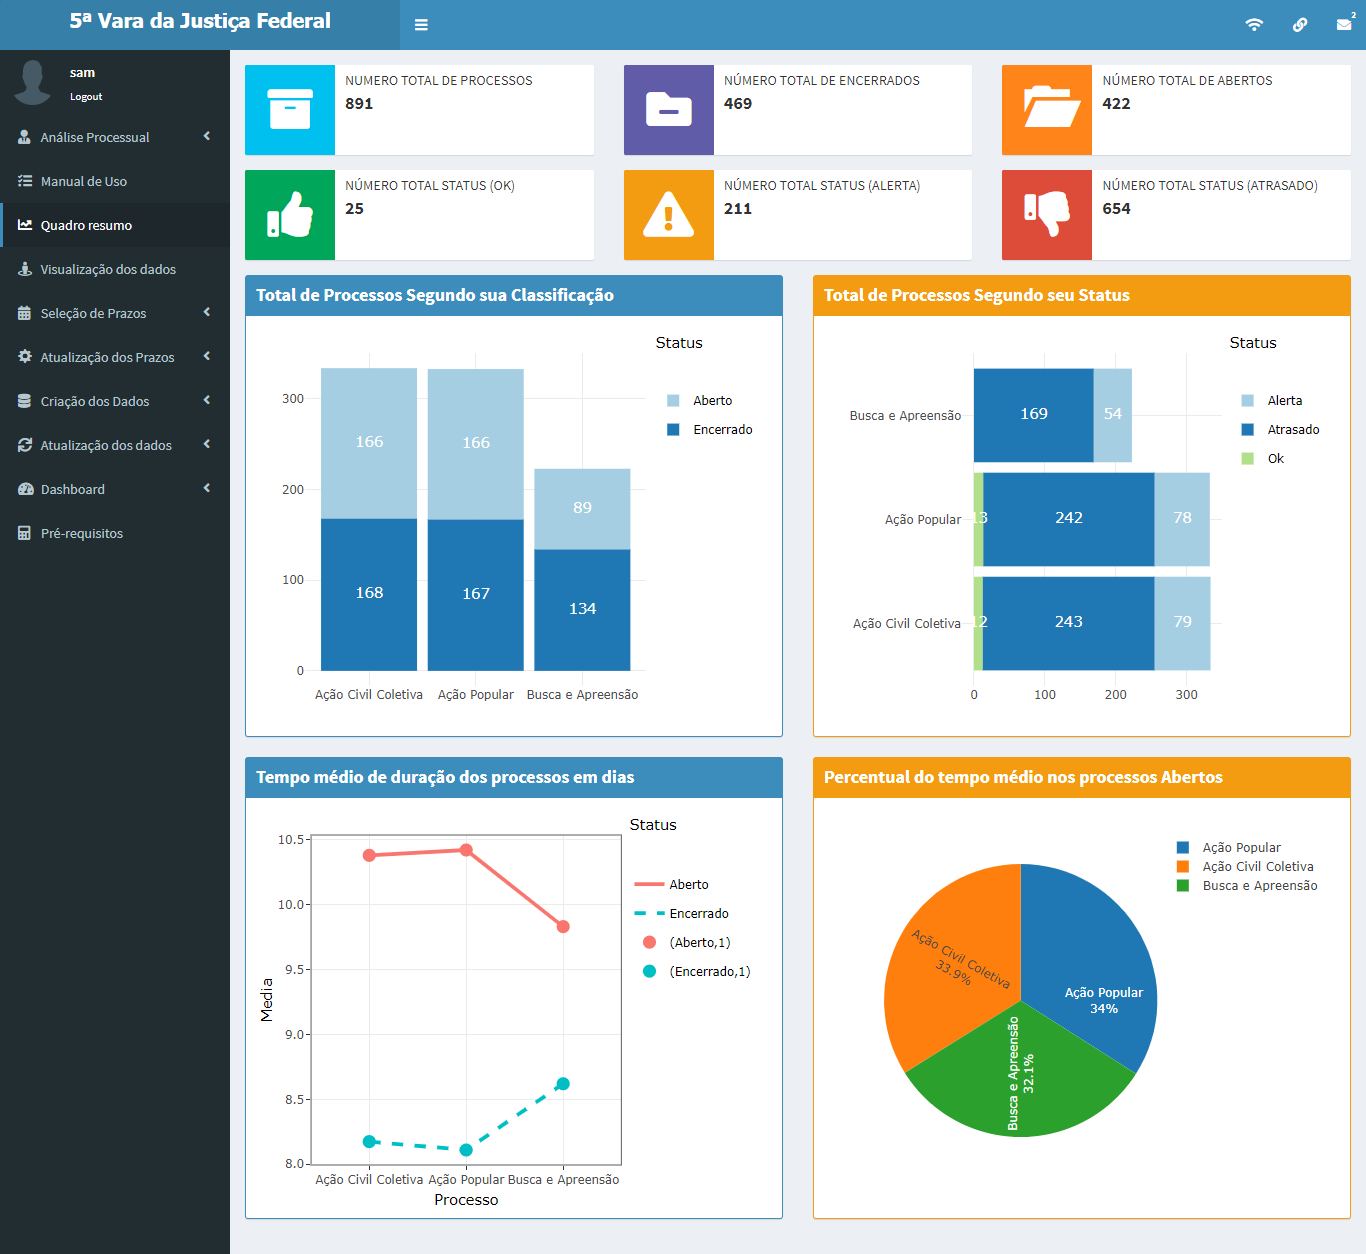 5ª Vara da Justiça Federal
2
sam
Logout
Análise Processual
Manual de Uso
Quadro resumo
Visualização dos dados
Seleção de Prazos
Atualização dos Prazos
Criação dos Dados
Atualização dos dados
Dashboard
Pré-requisitos
NUMERO TOTAL DE PROCESSOS
891
NÚMERO TOTAL DE ENCERRADOS
469
NÚMERO TOTAL DE ABERTOS
422
NÚMERO TOTAL STATUS (OK)
25
NÚMERO TOTAL STATUS (ALERTA)
211
NÚMERO TOTAL STATUS (ATRASADO)
654
Total de Processos Segundo sua Classificação
Status
Aberto
Encerrado
300
200
100
0
166
166
89
168
167
134
Ação Civil Coletiva
Ação Popular
Busca e Apreensão
Total de Processos Segundo seu Status
Status
Alerta
Atrasado
Ok
Busca e Apreensão
169
54
Ação Popular
13
242
78
Ação Civil Coletiva
12
243
79
0
100
200
300
Tempo médio de duração dos processos em dias
Status
Aberto
Encerrado
(Aberto,1)
(Encerrado,1)
10.5
10.0
9.5
9.0
8.5
8.0
Media
Ação Civil Coletiva
Ação Popular
Busca e Apreensão
Processo
Percentual do tempo médio nos processos Abertos
Ação Popular
Ação Civil Coletiva
Busca e Apreensão
Ação Civil Coletiva
33.9%
Ação Popular
34%
Busca e Apreensão
32.1%